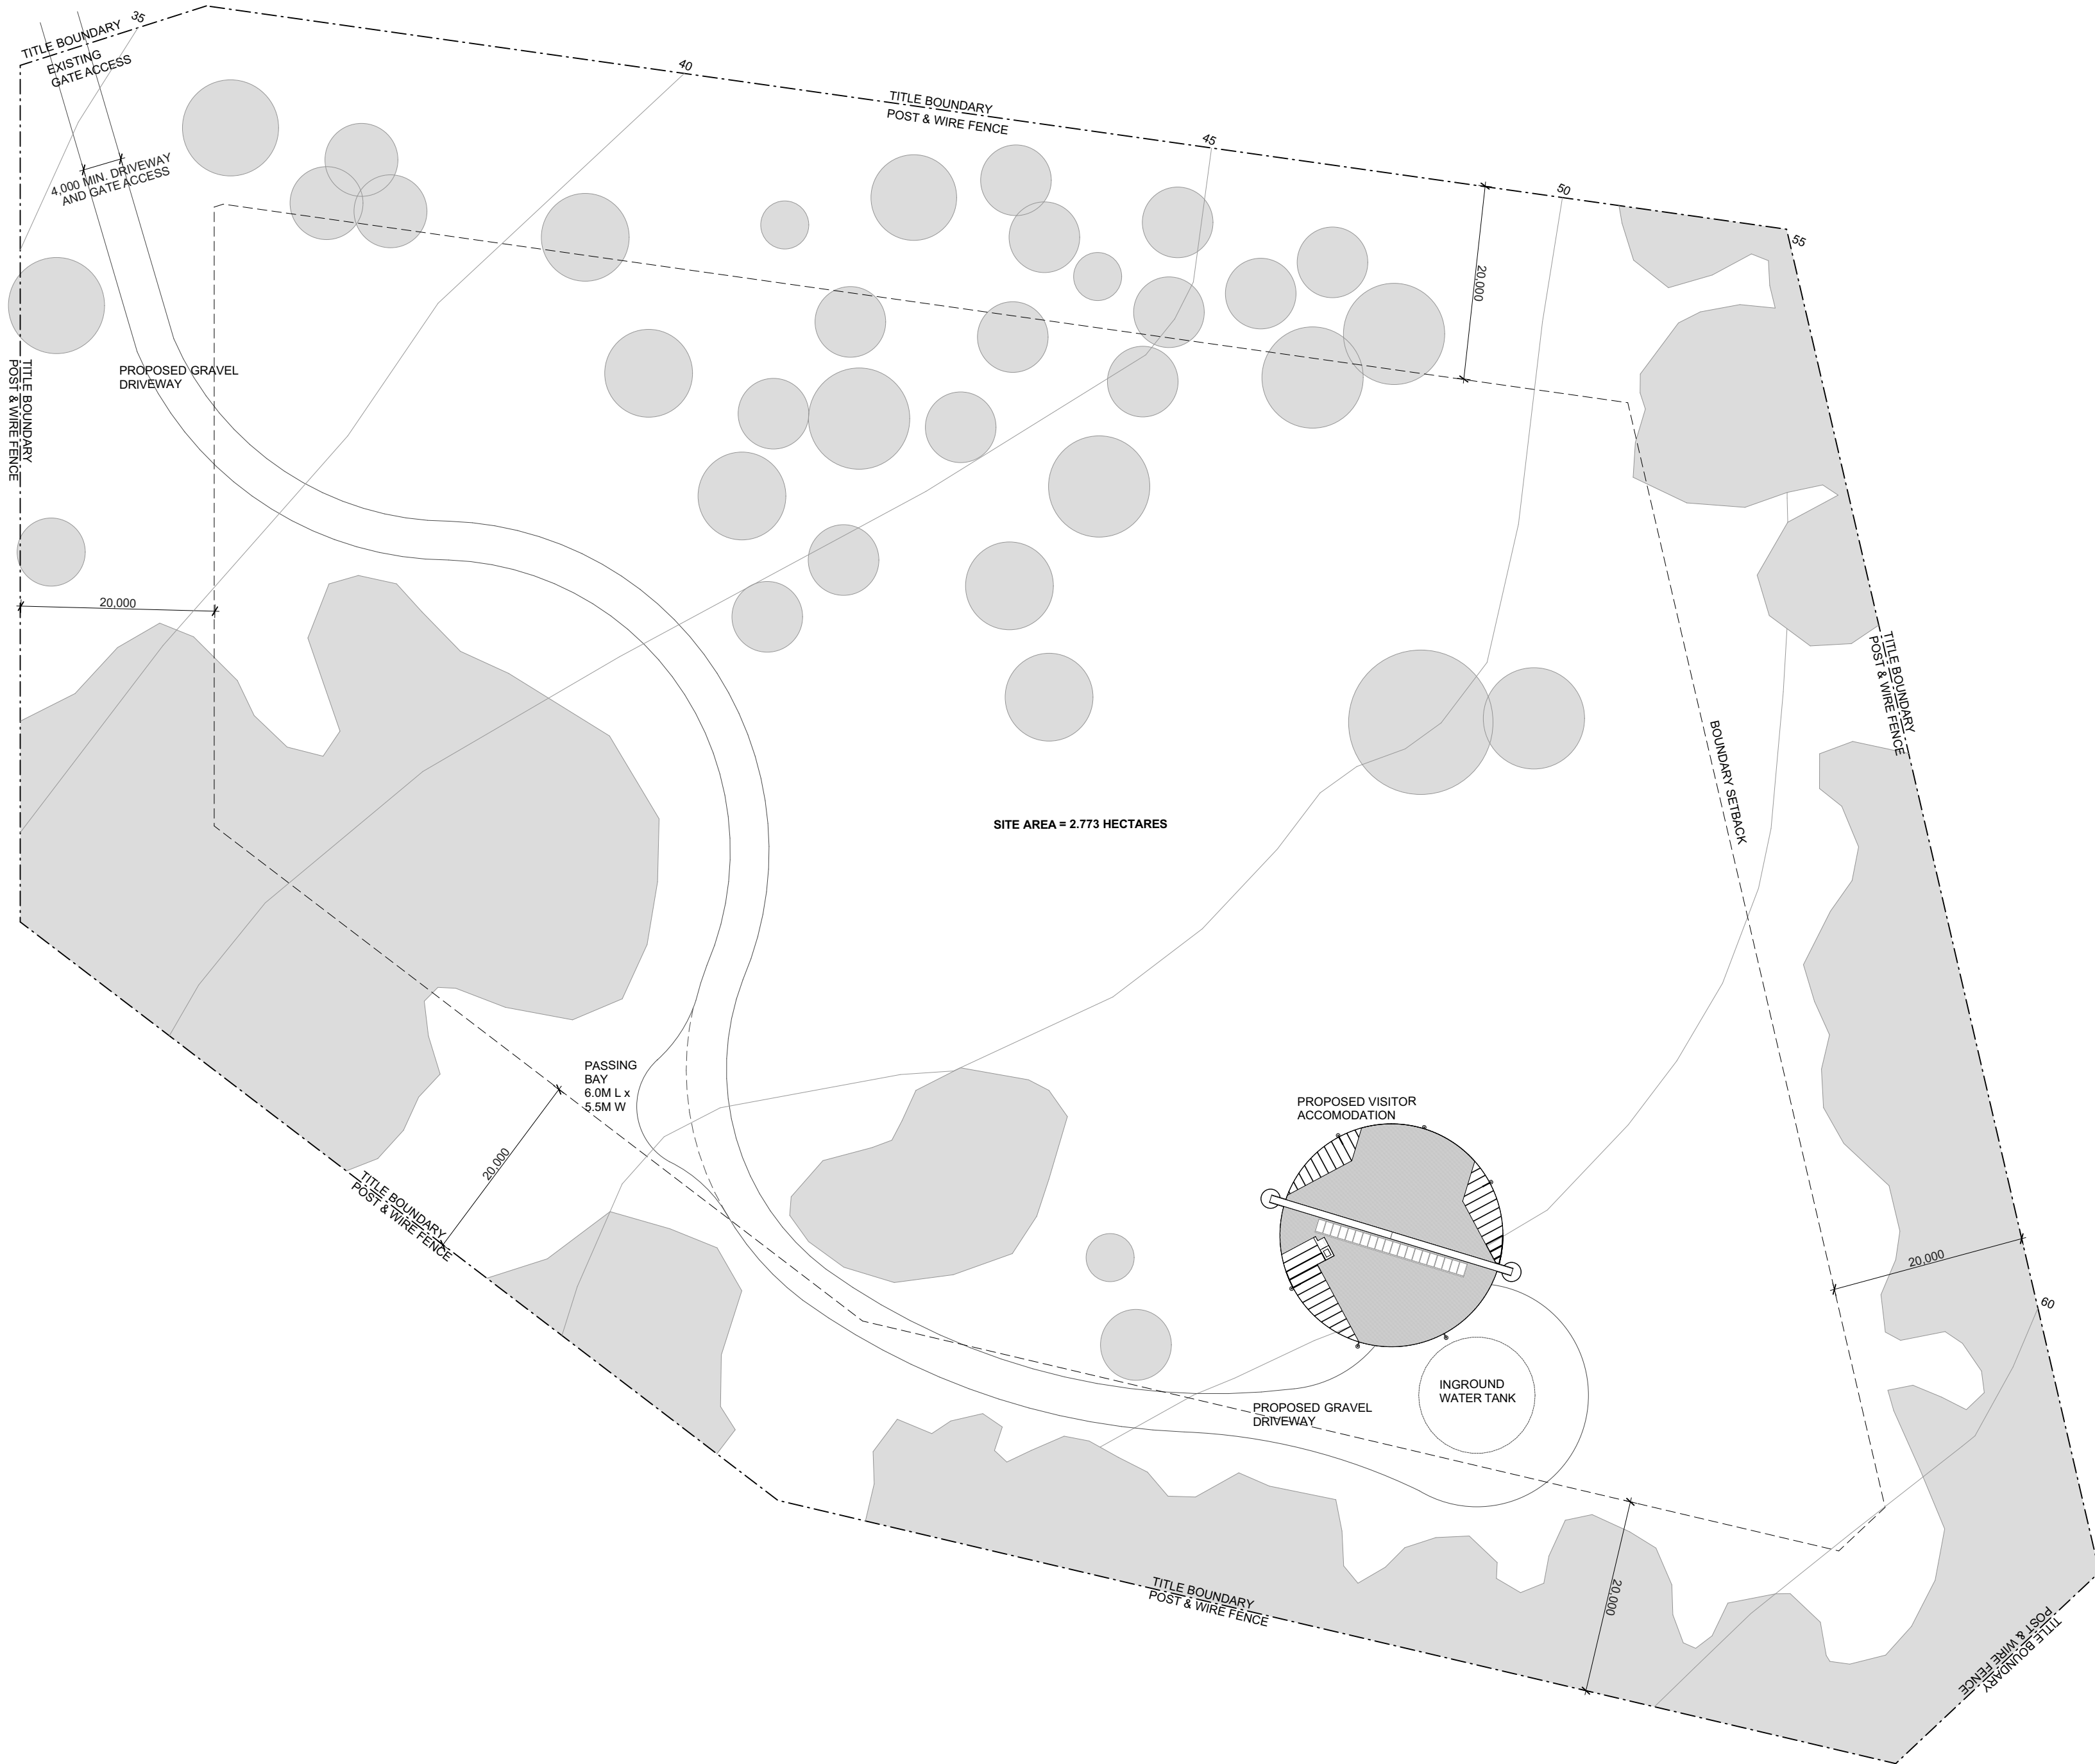 35
TITLE BOUNDARY
EXISTING
GATE ACCESS
40
TITLE BOUNDARY
POST & WIRE FENCE
45
50
55
4,000 MIN. DRIVEWAY
AND GATE ACCESS
20,000
PROPOSED GRAVEL
DRIVEWAY
TITLE BOUNDARY
POST & WIRE FENCE
20,000
TITLE BOUNDARY
POST & WIRE FENCE
BOUNDARY SETBACK
SITE AREA = 2.773 HECTARES
PASSING
BAY
6.0M L x
5.5M W
PROPOSED VISITOR
ACCOMODATION
20,000
TITLE BOUNDARY
POST & WIRE FENCE
20,000
60
INGROUND
WATER TANK
PROPOSED GRAVEL
DRIVEWAY
TITLE BOUNDARY
POST & WIRE FENCE
20,000
TITLE BOUNDARY
POST & WIRE FENCE